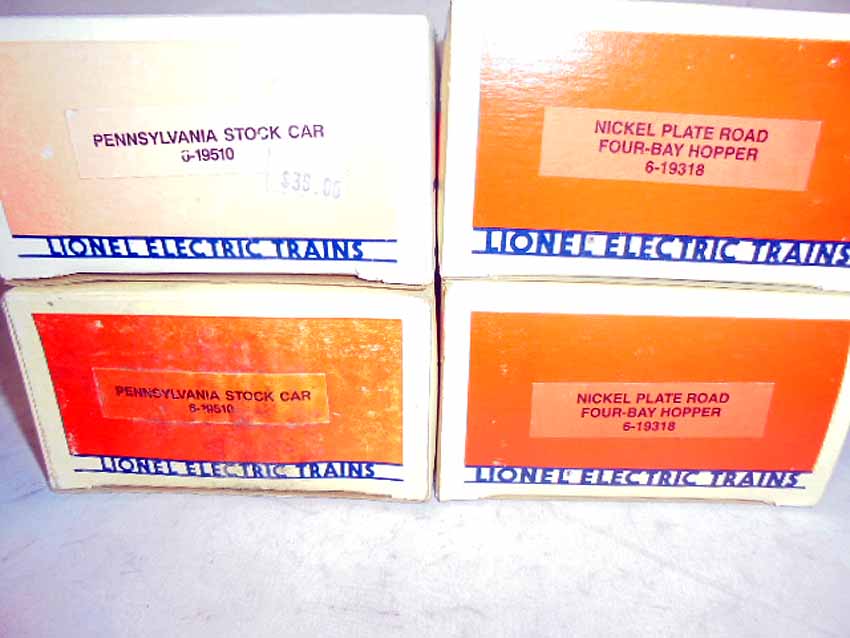 PENNSYLVANIA STOCK CAR
6-19510
$39.00
LIONEL ELECTRIC TRAINS
NICKEL PLATE ROAD
FOUR-BAY HOPPER
6-19318
LIONEL ELECTRIC TRAINS
PENNSYLVANIA STOCK CAR
6-19510
LIONEL ELECTRIC TRAINS
NICKEL PLATE ROAD
FOUR-BAY HOPPER
6-19318
LIONEL ELECTRIC TRAINS